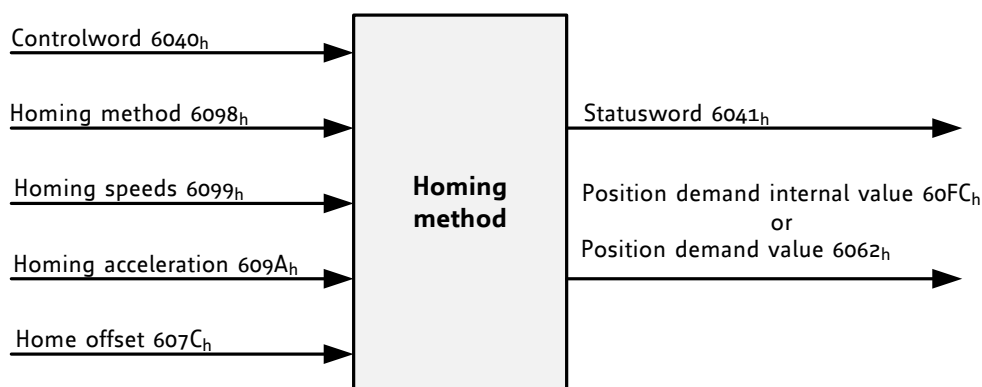 Controlword 6040h
Homing method 6098h
Homing speeds 6099h
Homing acceleration 609Ah
Home offset 607Ch
Homing
method
Statusword 6041h
Position demand internal value 60FCh
or
Position demand value 6062h